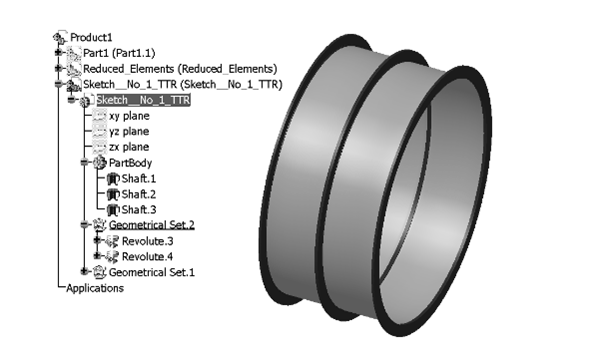 Product1
Part1 (Part1.1)
Reduced_Elements (Reduced_Elements)
Sketch__No_1_TTR (Sketch__No_1_TTR)
Sketch__No_1_TTR
xy plane
yz plane
zx plane
PartBody
Shaft.1
Shaft.2
Shaft.3
Geometrical Set.2
Revolute.3
Revolute.4
Geometrical Set.1
Applications